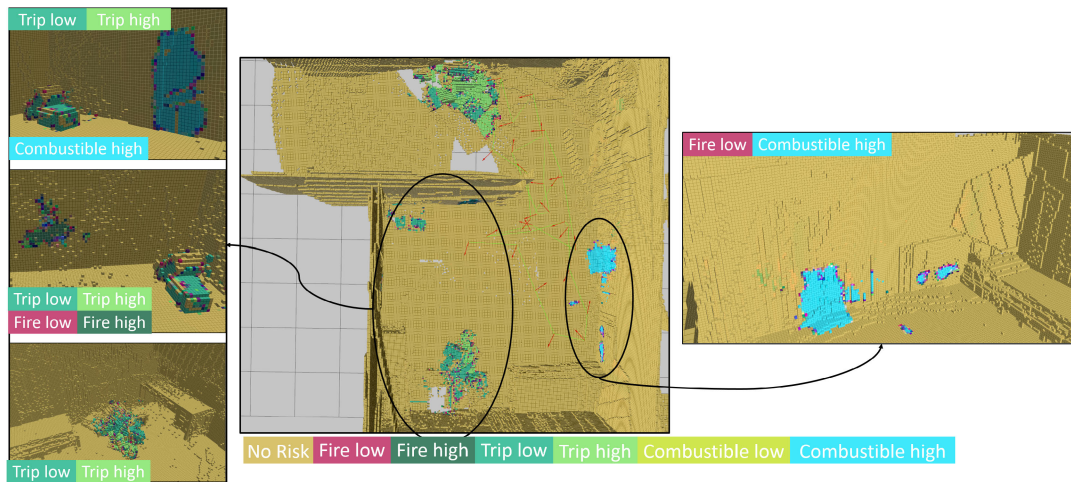 Trip low Trip high
Combustible high
Trip low Trip high
Fire low Fire high
Trip low Trip high
Fire low Combustible high
No Risk Fire low Fire high Trip low Trip high Combustible low Combustible high